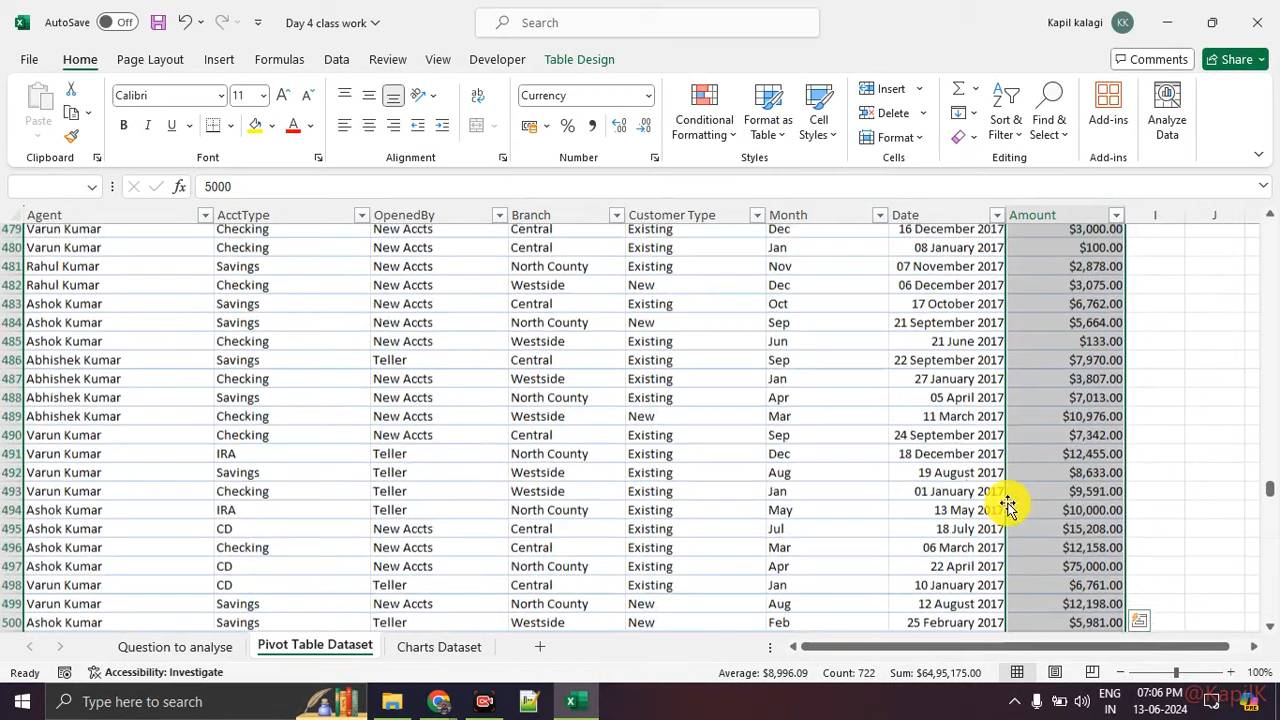 AutoSave Off Day 4 class work Search Kapil kalagi KK
File Home Page Layout Insert Formulas Data Review View Developer Table Design Comments Share
Paste Calibri 11 Currency Conditional Formatting Format as Table Cell Styles Insert Delete Format Sort & Filter Find & Select Add-ins Analyze Data
Clipboard Font Alignment Number Styles Cells Editing Add-ins
5000
Agent AcctType OpenedBy Branch Customer Type Month Date Amount I J
479 Varun Kumar Checking New Accts Central Existing Dec 16 December 2017 $3,000.00
480 Varun Kumar Checking New Accts Central Existing Jan 08 January 2017 $100.00
481 Rahul Kumar Savings New Accts North County Existing Nov 07 November 2017 $2,878.00
482 Rahul Kumar Checking New Accts Westside New Dec 06 December 2017 $3,075.00
483 Ashok Kumar Savings New Accts Central Existing Oct 17 October 2017 $6,762.00
484 Ashok Kumar Savings New Accts North County New Sep 21 September 2017 $5,664.00
485 Ashok Kumar Checking New Accts Westside Existing Jun 21 June 2017 $133.00
486 Abhishek Kumar Savings Teller Central Existing Sep 22 September 2017 $7,970.00
487 Abhishek Kumar Checking New Accts Westside Existing Jan 27 January 2017 $3,807.00
488 Abhishek Kumar Savings New Accts North County Existing Apr 05 April 2017 $7,013.00
489 Abhishek Kumar Checking New Accts Westside New Mar 11 March 2017 $10,976.00
490 Varun Kumar Checking New Accts Central Existing Sep 24 September 2017 $7,342.00
491 Varun Kumar IRA Teller North County Existing Dec 18 December 2017 $12,455.00
492 Varun Kumar Savings New Accts Westside Existing Aug 19 August 2017 $8,633.00
493 Varun Kumar Checking Teller Westside Existing Jan 01 January 2017 $9,591.00
494 Ashok Kumar IRA Teller North County Existing May 13 May 2017 $10,000.00
495 Ashok Kumar CD New Accts Central Existing Jul 18 July 2017 $15,208.00
496 Ashok Kumar Checking New Accts Central Existing Mar 06 March 2017 $12,158.00
497 Ashok Kumar CD New Accts North County Existing Apr 22 April 2017 $75,000.00
498 Varun Kumar CD Teller Central Existing Jan 10 January 2017 $6,761.00
499 Varun Kumar Savings New Accts North County New Aug 12 August 2017 $12,198.00
500 Ashok Kumar Savings Teller Westside New Feb 25 February 2017 $5,981.00
Question to analyse Pivot Table Dataset Charts Dataset
Ready Accessibility: Investigate Average: $8,996.09 Count: 722 Sum: $64,95,175.00 100%
Type here to search ENG IN 07:06 PM 13-06-2024 @KapilK